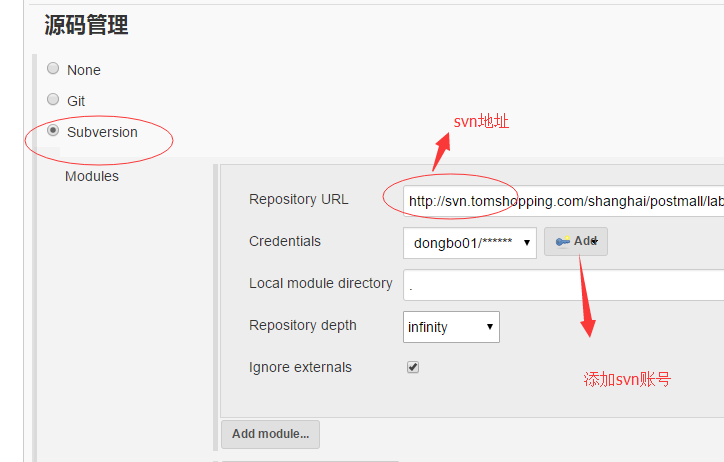 源码管理
None
Git
Subversion
svn地址
Modules
Repository URL
http://svn.tomshopping.com/shanghai/postmall/lab
Credentials
dongbo01/******
Add
Local module directory
.
Repository depth
infinity
Ignore externals
添加svn账号
Add module...